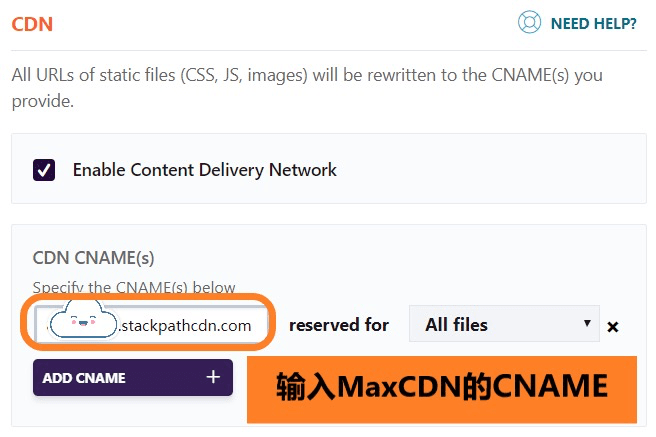 CDN
NEED HELP?
All URLs of static files (CSS, JS, images) will be rewritten to the CNAME(s) you
provide.
Enable Content Delivery Network
CDN CNAME(s)
Specify the CNAME(s) below
.stackpathcdn.com
reserved for
All files
ADD CNAME +
输入MaxCDN的CNAME